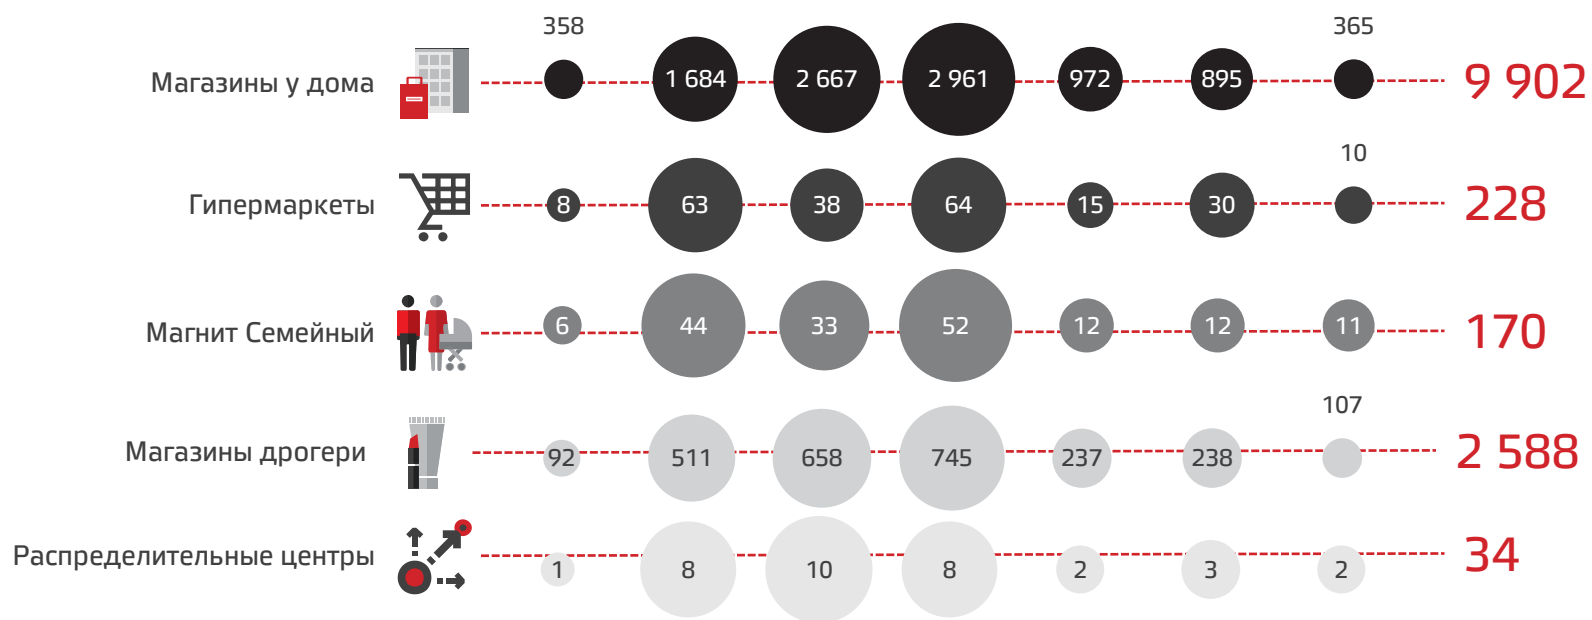 358 365
Магазины у дома 1 684 2 667 2 961 972 895 9 902
10
Гипермаркеты 8 63 38 64 15 30 228
Магнит Семейный 6 44 33 52 12 12 11 170
107
Магазины дрогери 92 511 658 745 237 238 2 588
Распределительные центры 1 8 10 8 2 3 2 34